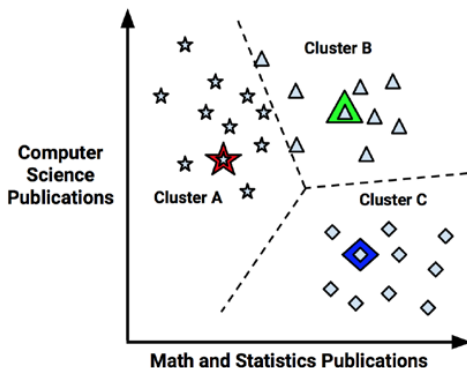 Cluster B
Computer
Science
Publications
Cluster A
Cluster C
Math and Statistics Publications